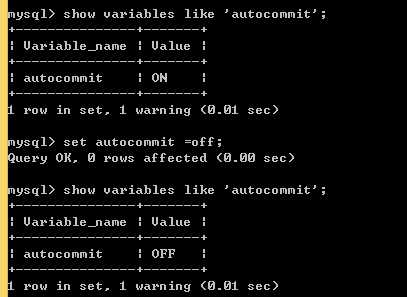 mysql> show variables like 'autocommit';
+---------------+-------+
| Variable_name | Value |
+---------------+-------+
| autocommit    | ON    |
+---------------+-------+
1 row in set, 1 warning (0.01 sec)
mysql> set autocommit =off;
Query OK, 0 rows affected (0.00 sec)
mysql> show variables like 'autocommit';
+---------------+-------+
| Variable_name | Value |
+---------------+-------+
| autocommit    | OFF   |
+---------------+-------+
1 row in set, 1 warning (0.01 sec)